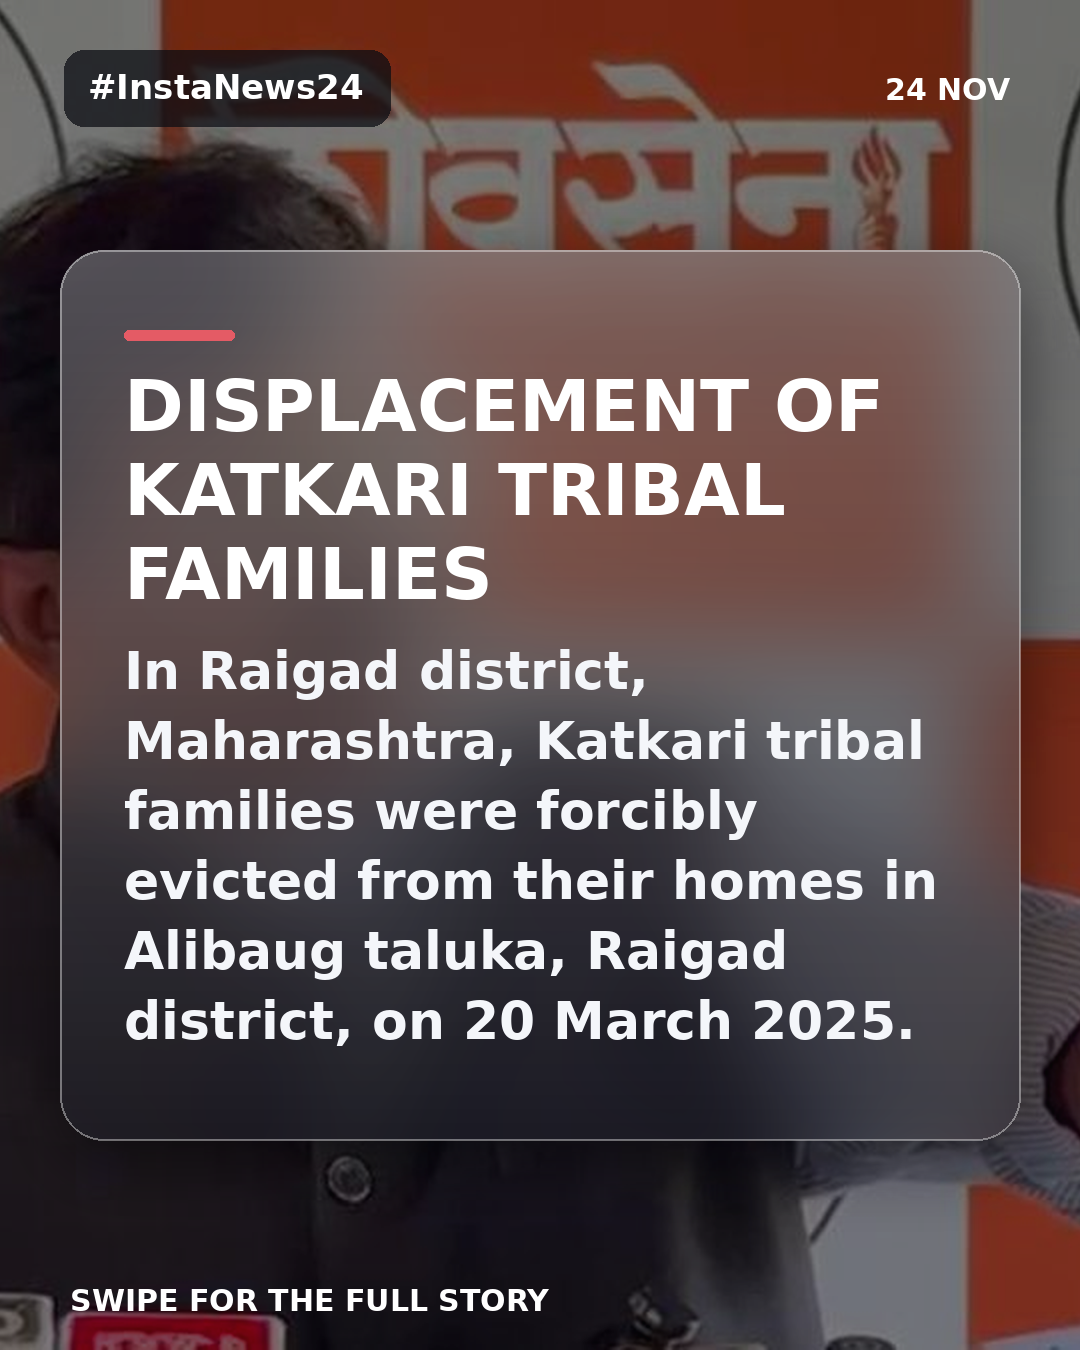 #InstaNews24
24 NOV
शिवसेना
DISPLACEMENT OF
KATKARI TRIBAL
FAMILIES
In Raigad district,
Maharashtra, Katkari tribal
families were forcibly
evicted from their homes in
Alibaug taluka, Raigad
district, on 20 March 2025.
SWIPE FOR THE FULL STORY